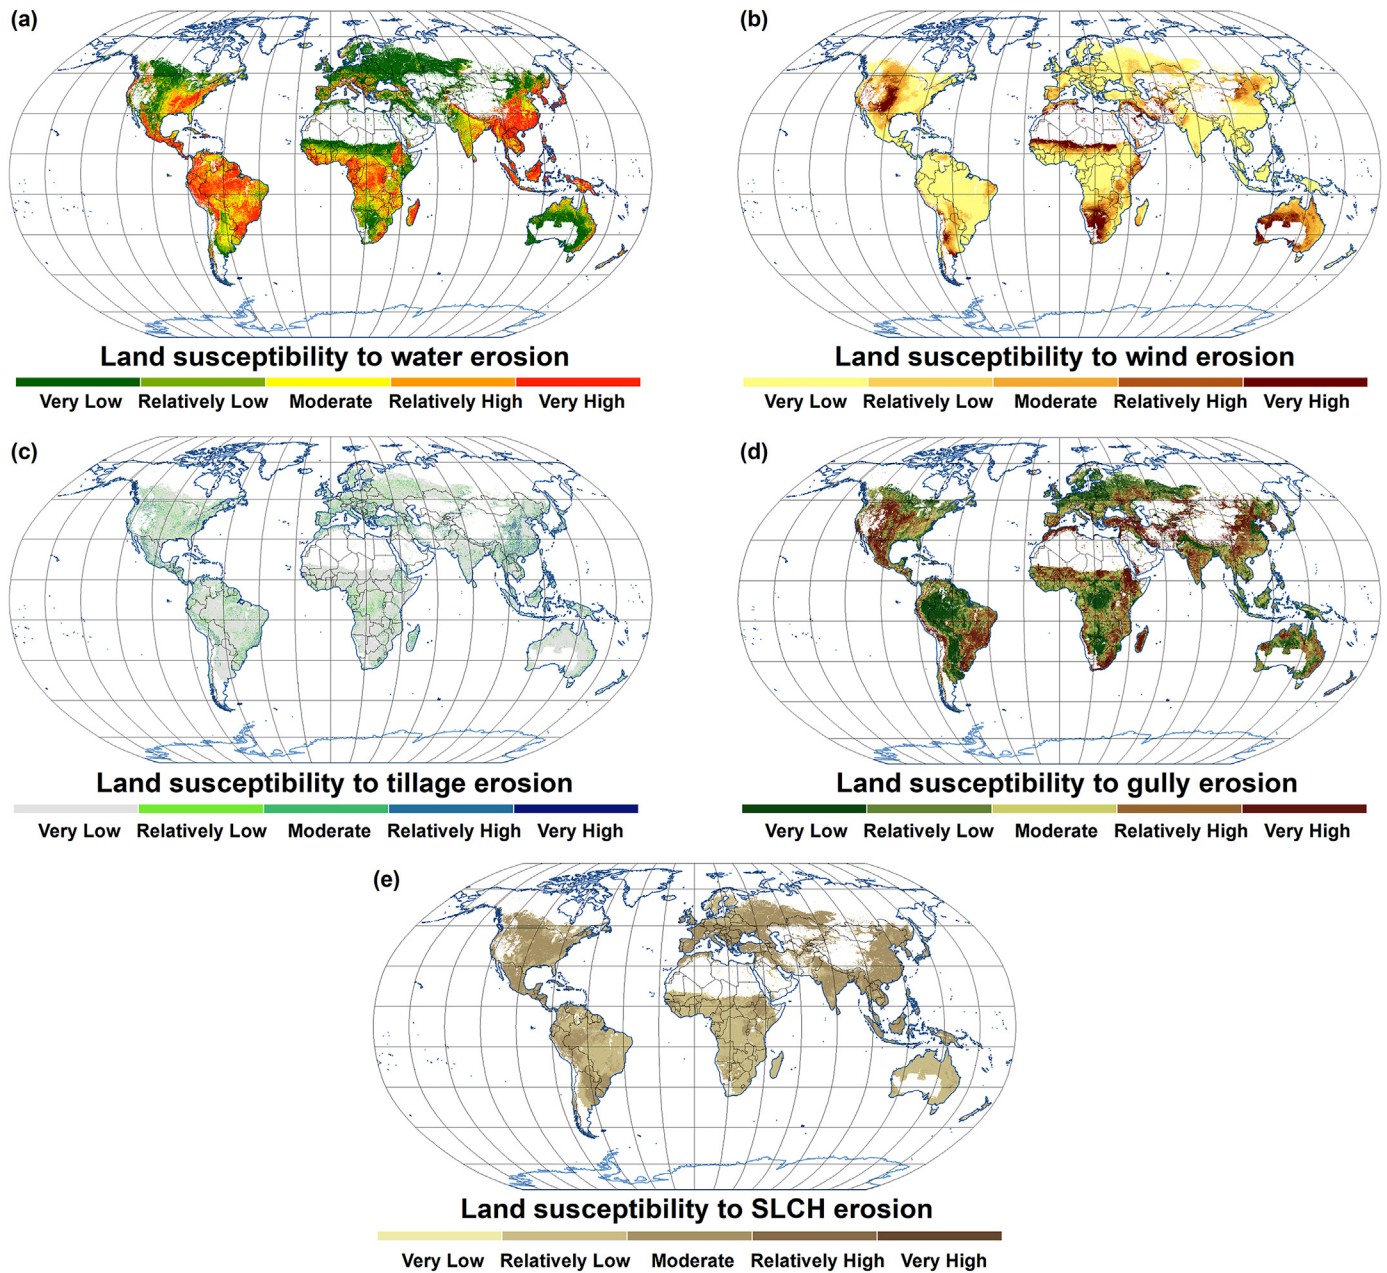 (a)
(b)
Land susceptibility to water erosion
Very Low Relatively Low Moderate Relatively High Very High
Land susceptibility to wind erosion
Very Low Relatively Low Moderate Relatively High Very High
(c)
(d)
Land susceptibility to tillage erosion
Very Low Relatively Low Moderate Relatively High Very High
Land susceptibility to gully erosion
Very Low Relatively Low Moderate Relatively High Very High
(e)
Land susceptibility to SLCH erosion
Very Low Relatively Low Moderate Relatively High Very High